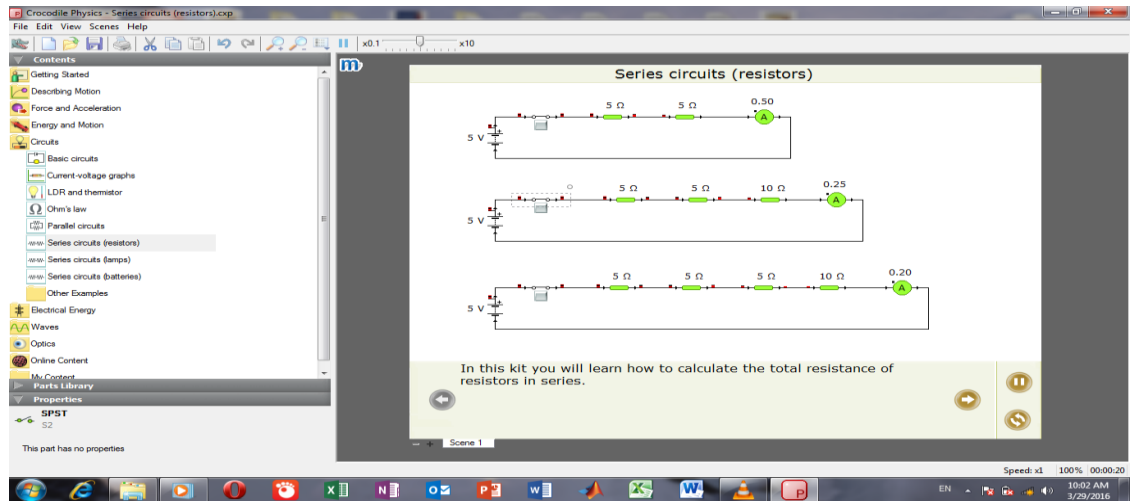 Crocodile Physics - Series circuits (resistors).cxp
File Edit View Scenes Help
x0.1 x10
Contents
Getting Started
Describing Motion
Force and Acceleration
Energy and Motion
Circuits
Basic circuits
Current-voltage graphs
LDR and thermistor
Ohm's law
Parallel circuits
Series circuits (resistors)
Series circuits (lamps)
Series circuits (batteries)
Other Examples
Electrical Energy
Waves
Optics
Online Content
My Content
Parts Library
Properties
SPST
S2
This part has no properties
Series circuits (resistors)
5 Ω 5 Ω 0.50
A
5 V
5 Ω 5 Ω 10 Ω 0.25
A
5 V
5 Ω 5 Ω 5 Ω 10 Ω 0.20
A
5 V
In this kit you will learn how to calculate the total resistance of
resistors in series.
Scene 1
Speed: x1 100% 00:00:20
EN 10:02 AM
3/29/2016